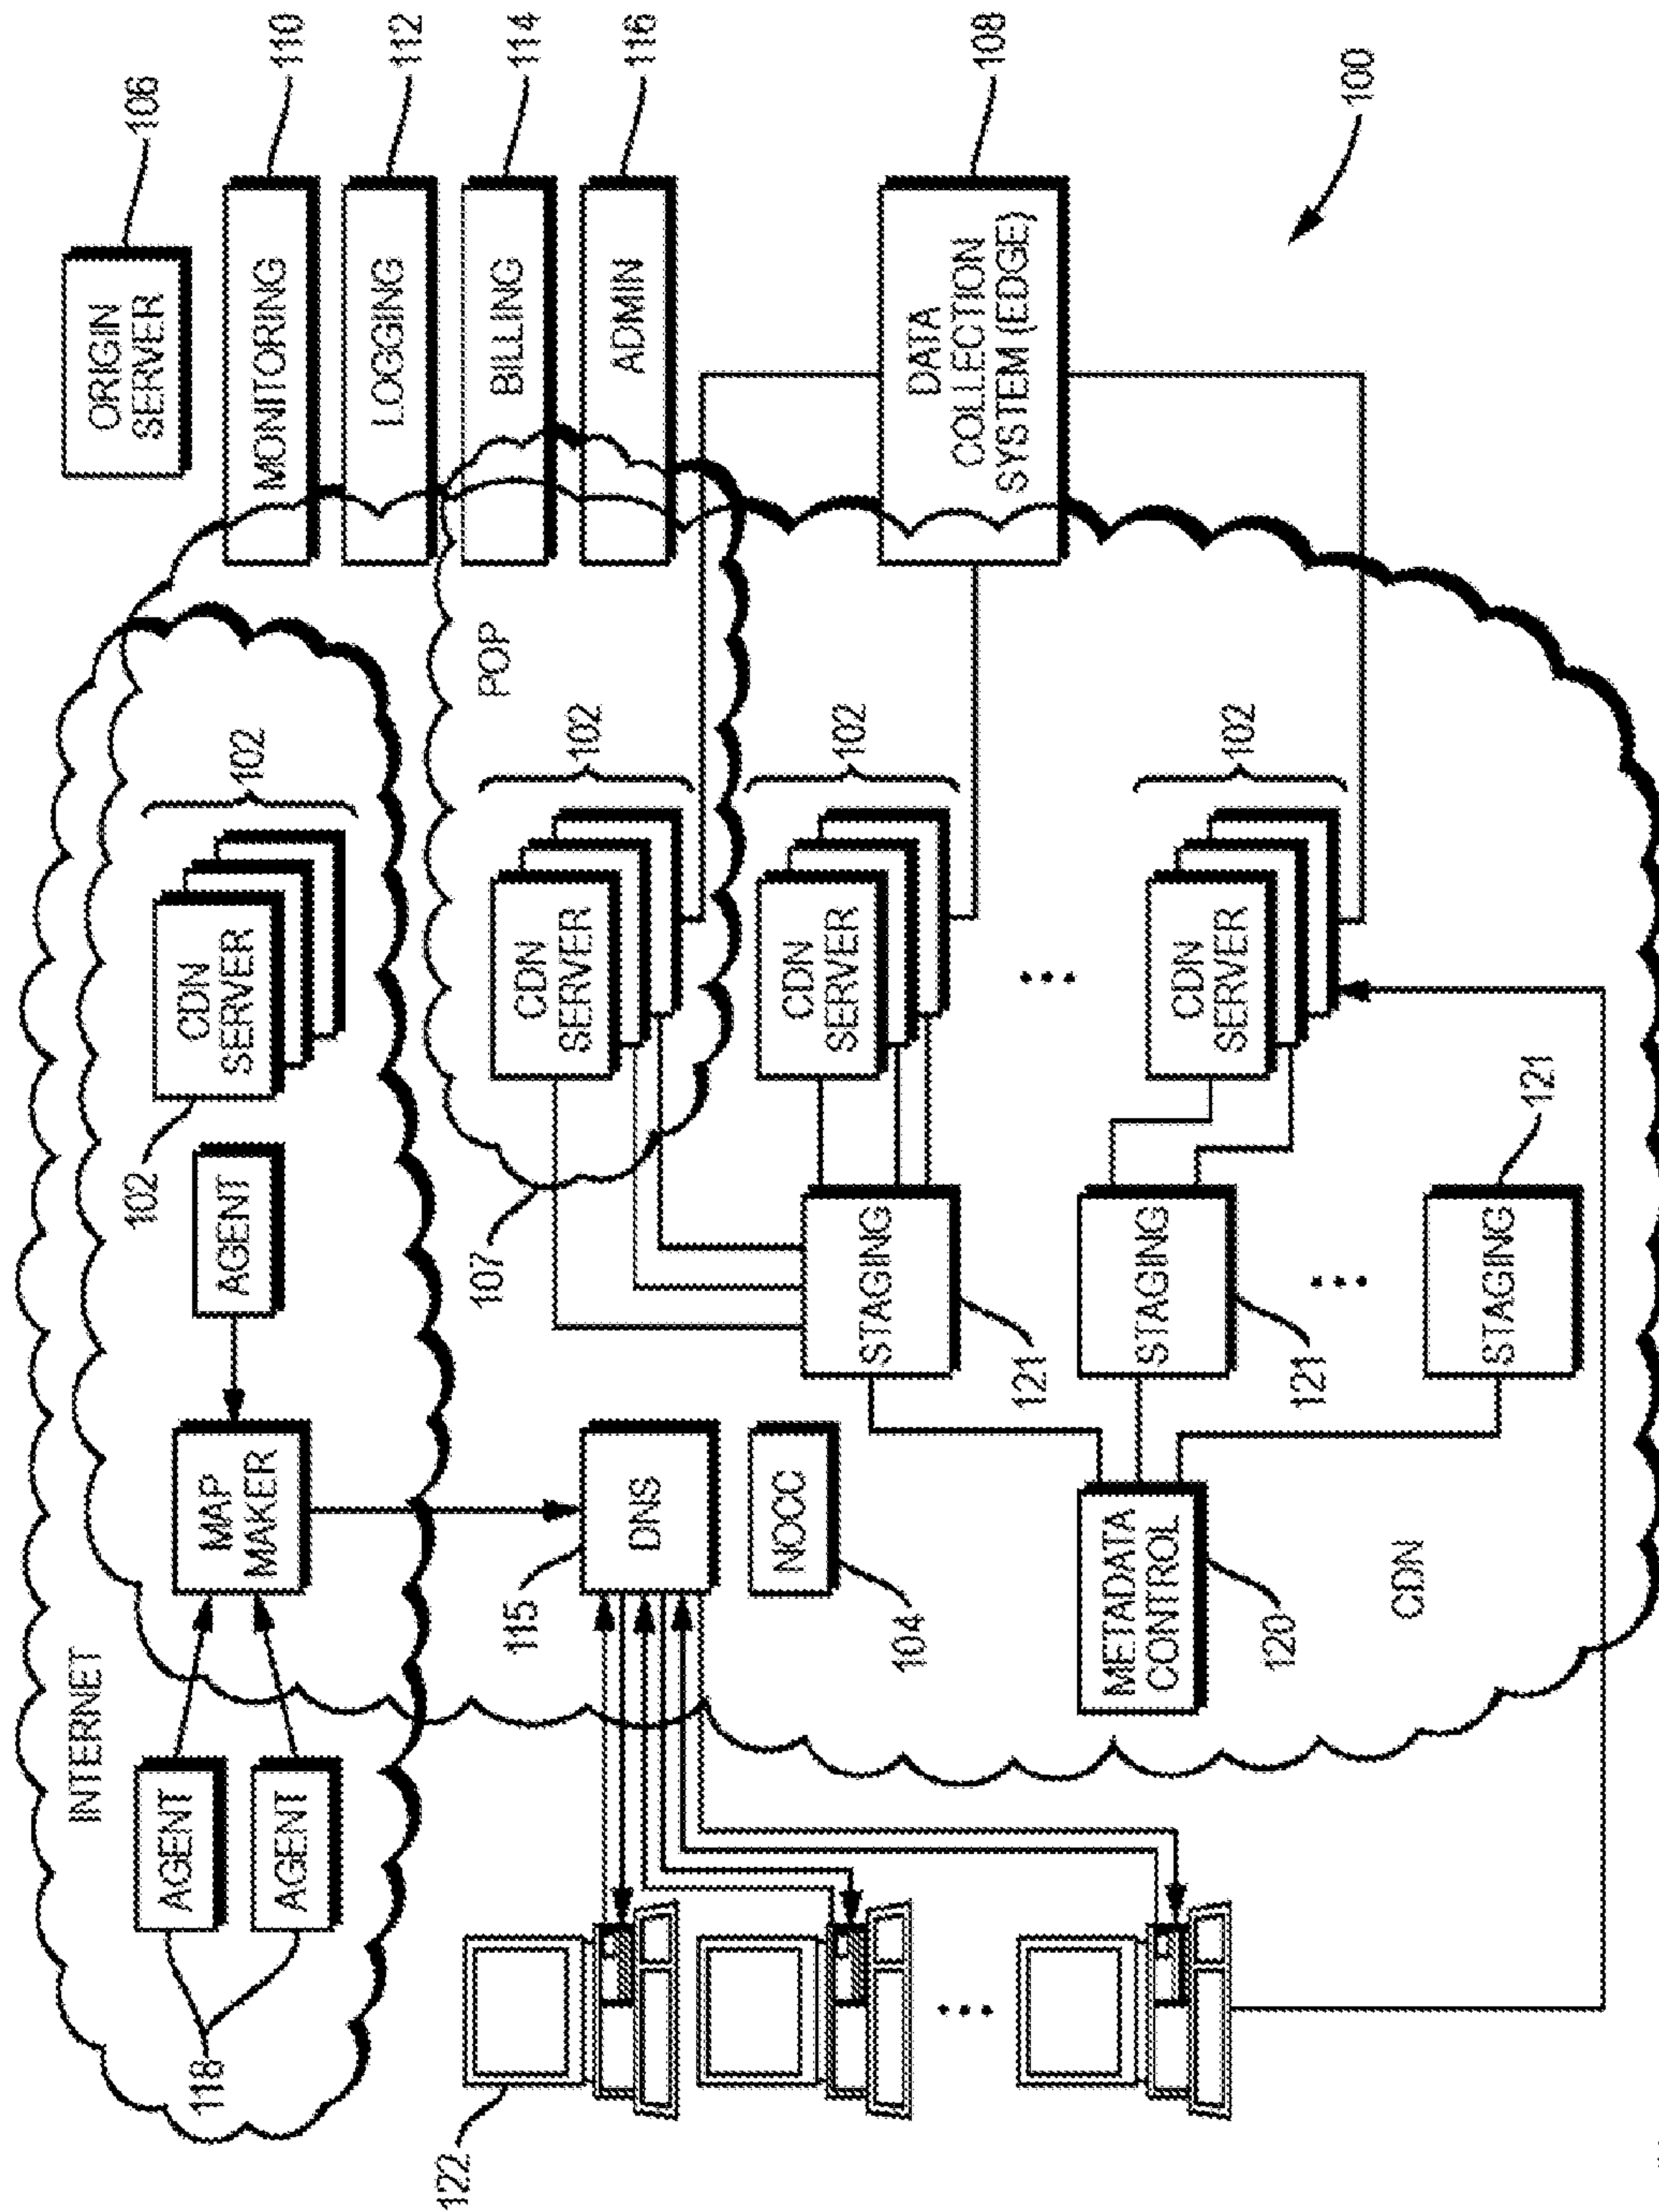 INTERNET
118
AGENT
AGENT
MAP
MAKER
AGENT
102
CDN
SERVER
102
ORIGIN
SERVER
106
MONITORING
110
LOGGING
112
BILLING
114
ADMIN
116
122
115
DNS
NOCC
104
107
POP
CDN
SERVER
102
STAGING
121
CDN
SERVER
102
DATA
COLLECTION
SYSTEM (EDGE)
108
METADATA
CONTROL
120
STAGING
121
CDN
SERVER
102
STAGING
121
CDN
100